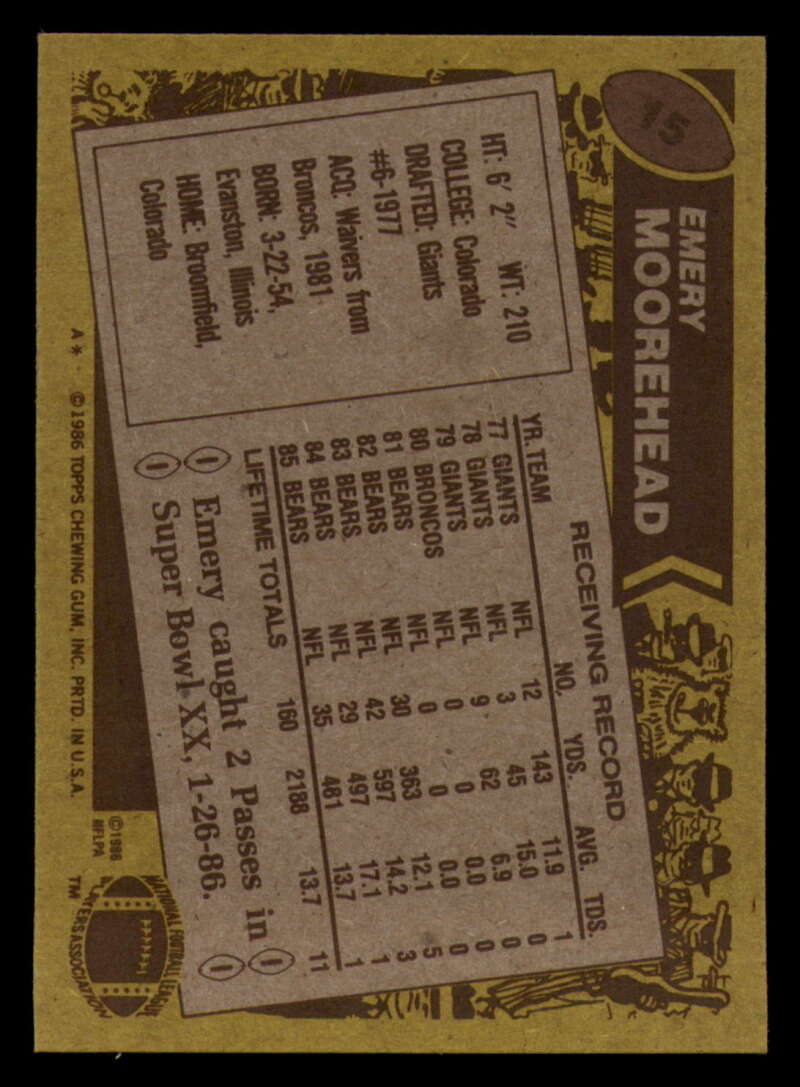 15
EMERY
MOOREHEAD
HT: 6' 2" WT: 210
COLLEGE: Colorado
DRAFTED: Giants
#6-1977
ACQ: Waivers from
Broncos, 1981
BORN: 3-22-54,
Evanston, Illinois
HOME: Broomfield,
Colorado
RECEIVING RECORD
YR. TEAM NO. YDS. AVG. TDS.
77 GIANTS NFL 12 143 11.9 1
78 GIANTS NFL 3 45 15.0 0
79 GIANTS NFL 9 62 6.9 0
80 BRONCOS NFL 0 0 0.0 0
81 BEARS NFL 0 0 0.0 0
82 BEARS NFL 30 363 12.1 5
83 BEARS NFL 42 597 14.2 3
84 BEARS NFL 29 497 17.1 1
85 BEARS NFL 35 481 13.7 1
LIFETIME TOTALS 160 2188 13.7 11
Emery caught 2 Passes in
Super Bowl XX, 1-26-86.
A* ©1986 TOPPS CHEWING GUM, INC. PRTD. IN U.S.A.
©1986
NFLPA
NATIONAL FOOTBALL LEAGUE
PLAYERS ASSOCIATION
TM